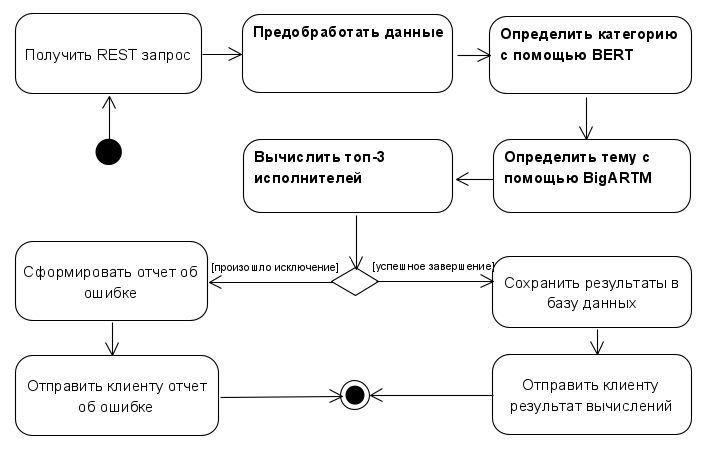 Получить REST запрос
Предобработать данные
Определить категорию
с помощью BERT
Вычислить топ-3
исполнителей
Определить тему с
помощью BigARTM
[произошло исключение]
[успешное завершение]
Сформировать отчет об
ошибке
Сохранить результаты в
базу данных
Отправить клиенту отчет
об ошибке
Отправить клиенту
результат вычислений